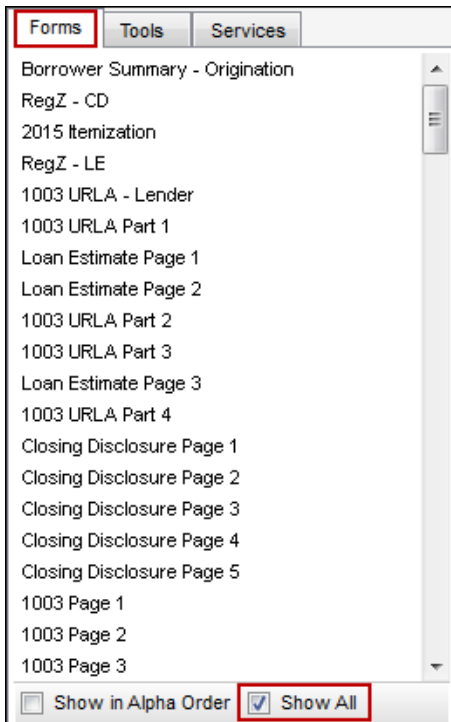 Forms Tools Services
Borrower Summary - Origination
RegZ - CD
2015 Itemization
RegZ - LE
1003 URLA - Lender
1003 URLA Part 1
Loan Estimate Page 1
Loan Estimate Page 2
1003 URLA Part 2
1003 URLA Part 3
Loan Estimate Page 3
1003 URLA Part 4
Closing Disclosure Page 1
Closing Disclosure Page 2
Closing Disclosure Page 3
Closing Disclosure Page 4
Closing Disclosure Page 5
1003 Page 1
1003 Page 2
1003 Page 3
Show in Alpha Order Show All